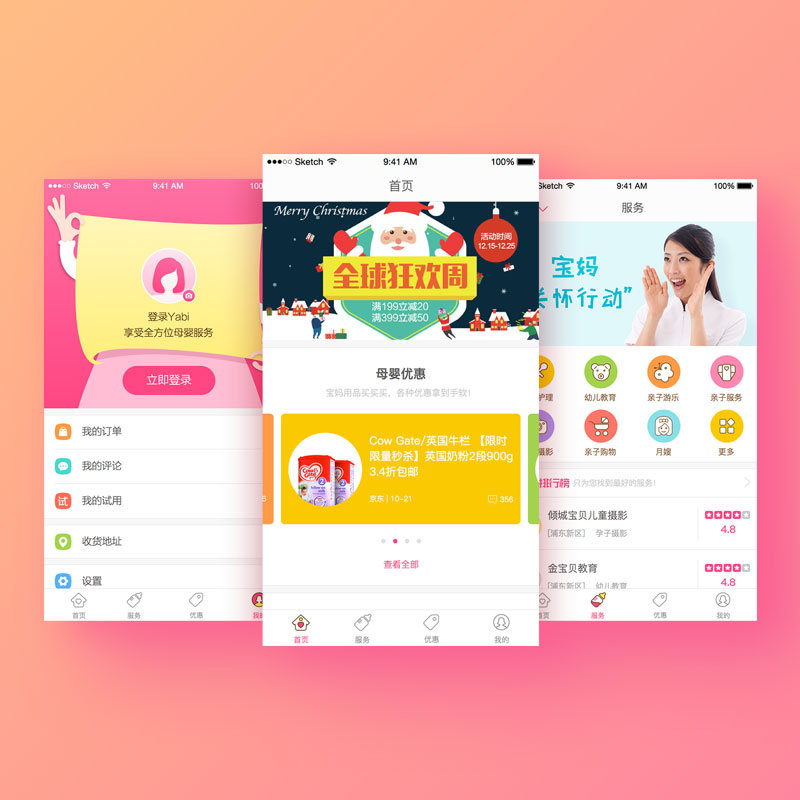 Sketch 9:41 AM 10
登录Yabi
享受全方位母婴服务
立即登录
我的订单
我的评论
试 我的试用
收货地址
设置
首页 服务 优惠
Sketch 9:41 AM 100%
首页
Merry Christmas
活动时间
12.15-12.25
全球狂欢周
满199立减20
满399立减50
母婴优惠
宝妈用品买买买，各种优惠拿到手软！
Cow Gate/英国牛栏 【限时
限量秒杀】英国奶粉2段900g
3.4折包邮
京东 | 10-21 356
查看全部
首页 服务 优惠 我的
Sketch 9:41 AM 100%
服务
宝妈
怀行动”
护理 幼儿教育 亲子游乐 亲子服务
摄影 亲子购物 月嫂 更多
排行榜 只为您找到最好的服务！
倾城宝贝儿童摄影
[浦东新区] 孕子摄影
4.8
金宝贝教育
[浦东新区] 幼儿教育
4.8
首页 服务 优惠 我的